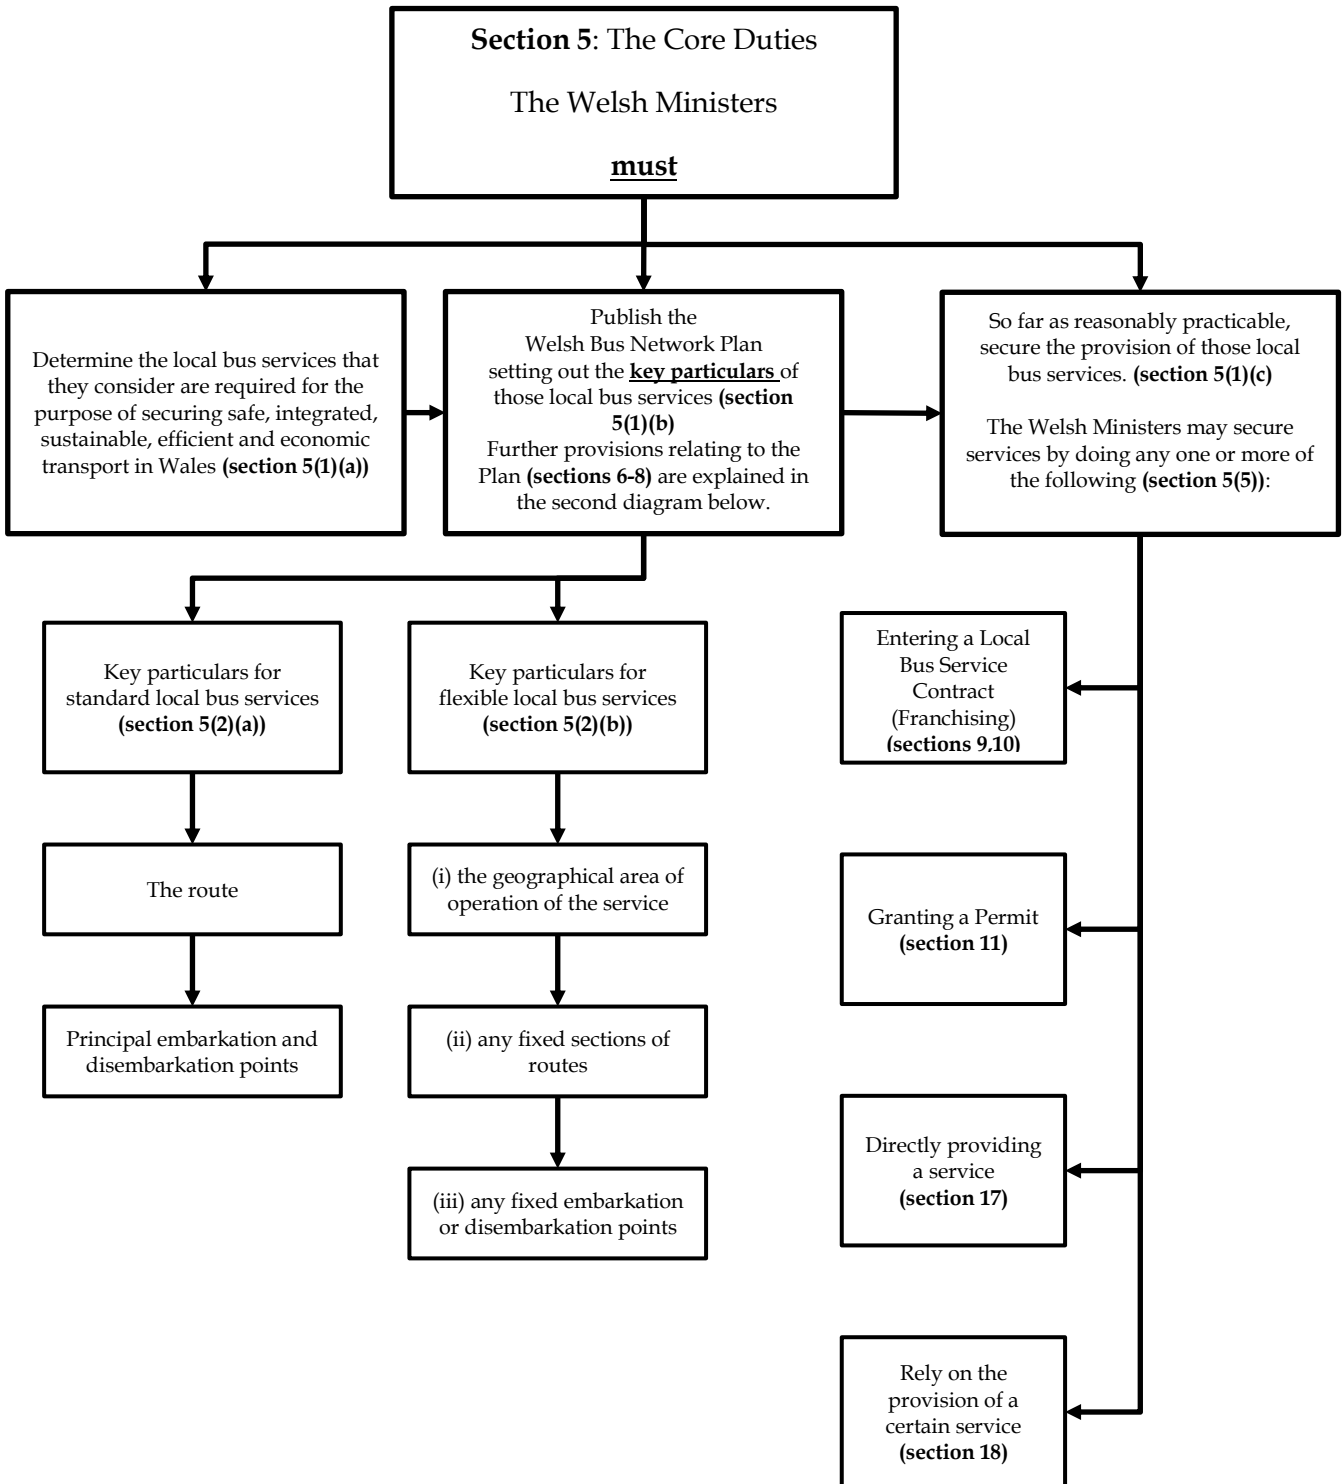 Section 5: The Core Duties
The Welsh Ministers
must
Determine the local bus services that
they consider are required for the
purpose of securing safe, integrated,
sustainable, efficient and economic
transport in Wales (section 5(1)(a))
Publish the
Welsh Bus Network Plan
setting out the key particulars of
those local bus services (section
5(1)(b)
Further provisions relating to the
Plan (sections 6-8) are explained in
the second diagram below.
So far as reasonably practicable,
secure the provision of those local
bus services. (section 5(1)(c)
The Welsh Ministers may secure
services by doing any one or more of
the following (section 5(5)):
Key particulars for
standard local bus services
(section 5(2)(a))
The route
Principal embarkation and
disembarkation points
Key particulars for
flexible local bus services
(section 5(2)(b))
(i) the geographical area of
operation of the service
(ii) any fixed sections of
routes
(iii) any fixed embarkation
or disembarkation points
Entering a Local
Bus Service
Contract
(Franchising)
(sections 9,10)
Granting a Permit
(section 11)
Directly providing
a service
(section 17)
Rely on the
provision of a
certain service
(section 18)